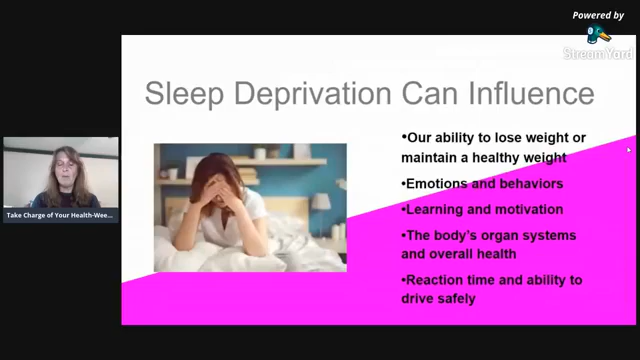 Powered by
StreamYard
Sleep Deprivation Can Influence
•Our ability to lose weight or
maintain a healthy weight
•Emotions and behaviors
•Learning and motivation
•The body's organ systems
and overall health
•Reaction time and ability to
drive safely
Take Charge of Your Health-Wee...